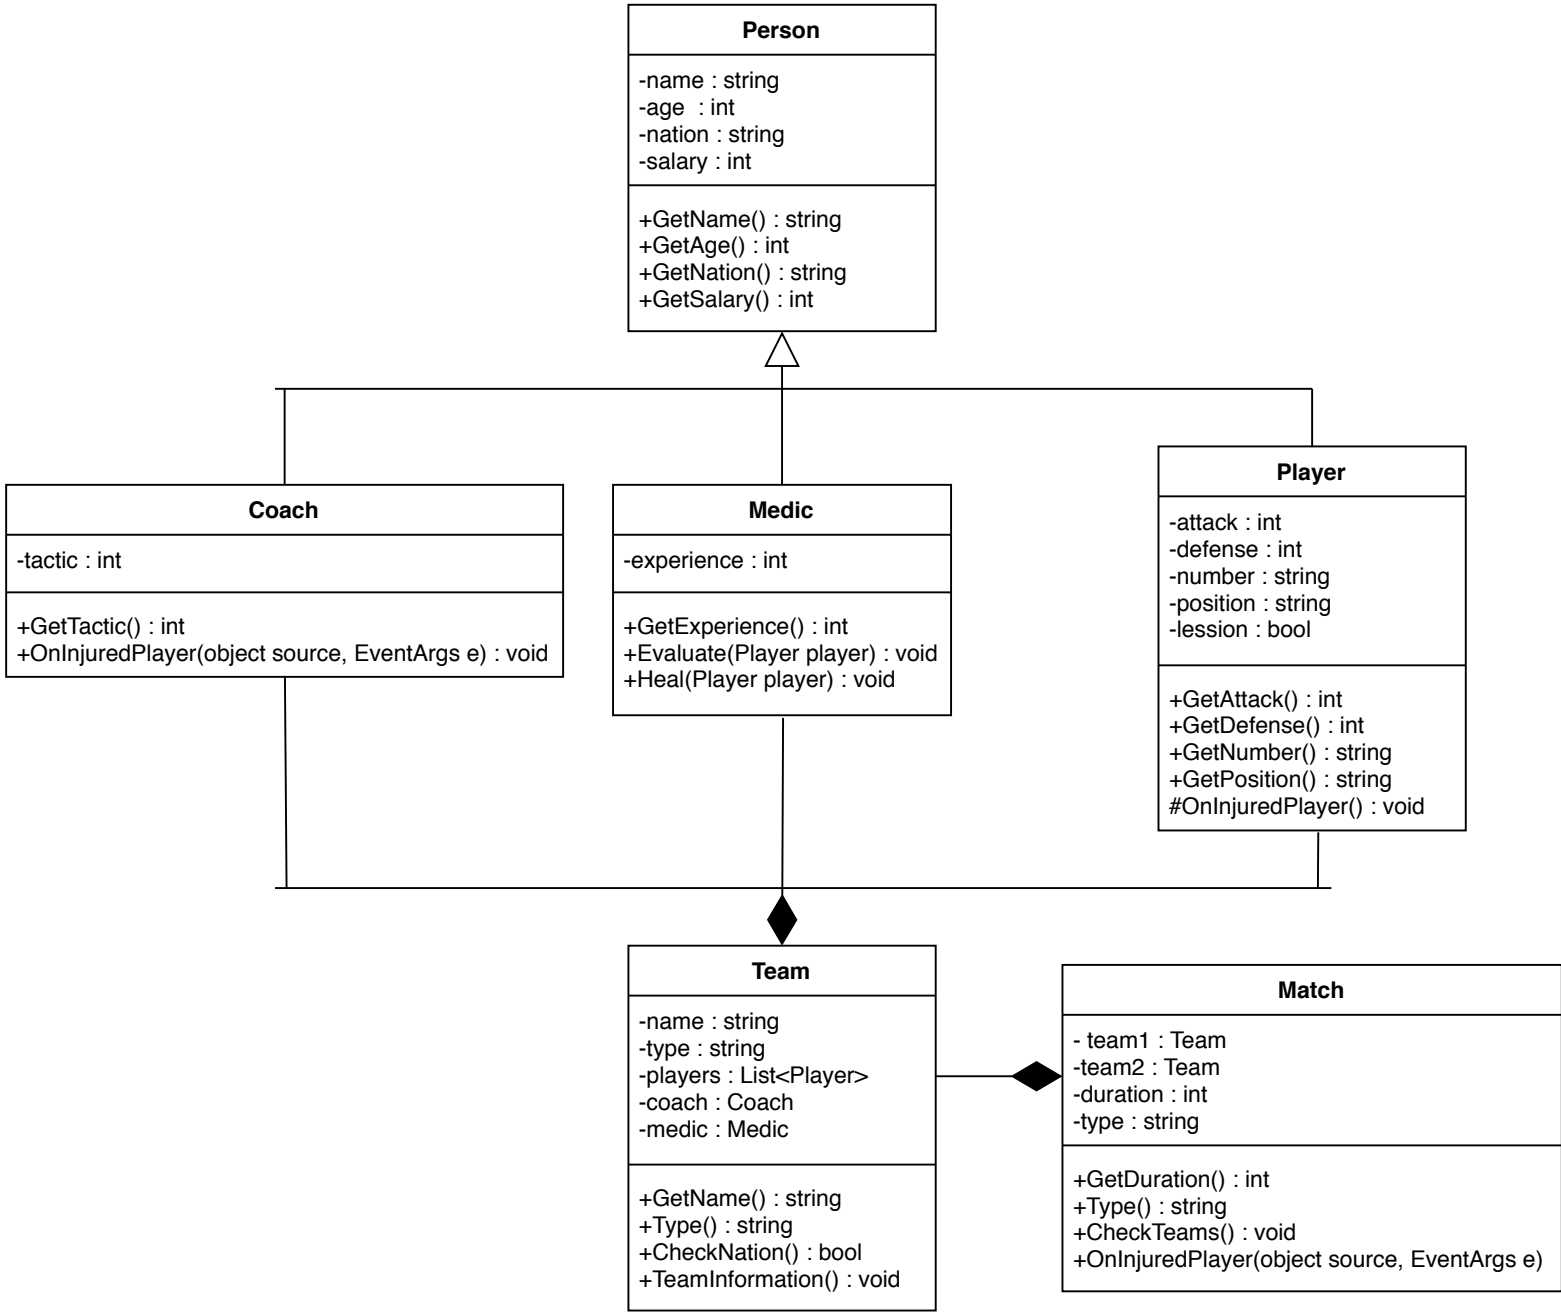 Person
-name : string
-age  : int
-nation : string
-salary : int
+GetName() : string
+GetAge() : int
+GetNation() : string
+GetSalary() : int
Coach
-tactic : int
+GetTactic() : int
+OnInjuredPlayer(object source, EventArgs e) : void
Medic
-experience : int
+GetExperience() : int
+Evaluate(Player player) : void
+Heal(Player player) : void
Player
-attack : int
-defense : int
-number : string
-position : string
-lession : bool
+GetAttack() : int
+GetDefense() : int
+GetNumber() : string
+GetPosition() : string
#OnInjuredPlayer() : void
Team
-name : string
-type : string
-players : List<Player>
-coach : Coach
-medic : Medic
+GetName() : string
+Type() : string
+CheckNation() : bool
+TeamInformation() : void
Match
- team1 : Team
-team2 : Team
-duration : int
-type : string
+GetDuration() : int
+Type() : string
+CheckTeams() : void
+OnInjuredPlayer(object source, EventArgs e)